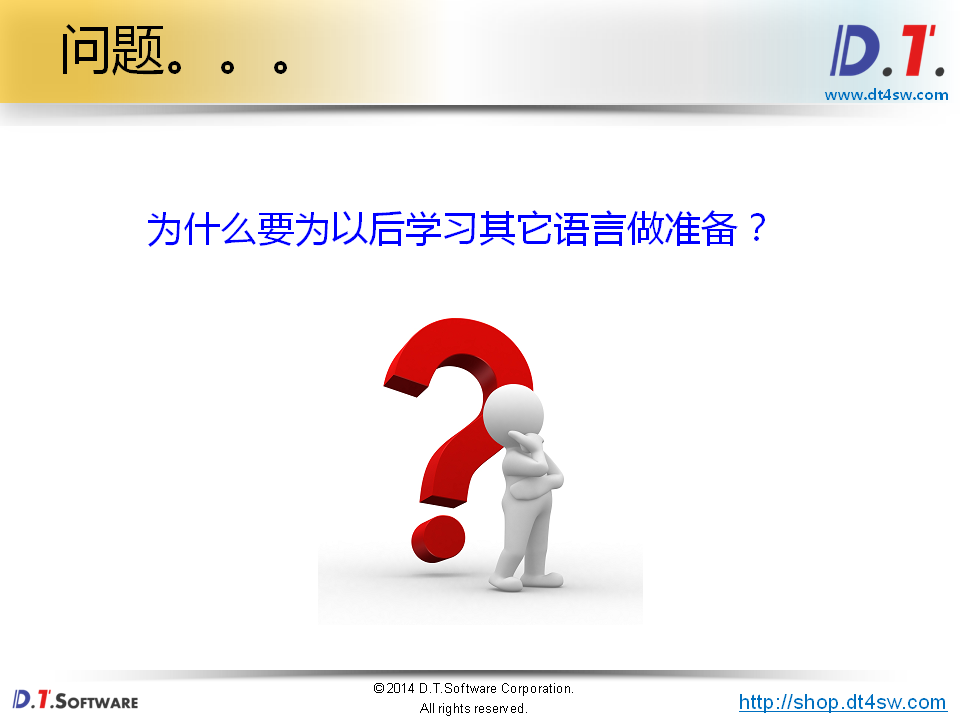 问题。。。
D.T.
www.dt4sw.com
为什么要为以后学习其它语言做准备？
D.T.SOFTWARE
©2014 D.T.Software Corporation.
All rights reserved.
http://shop.dt4sw.com